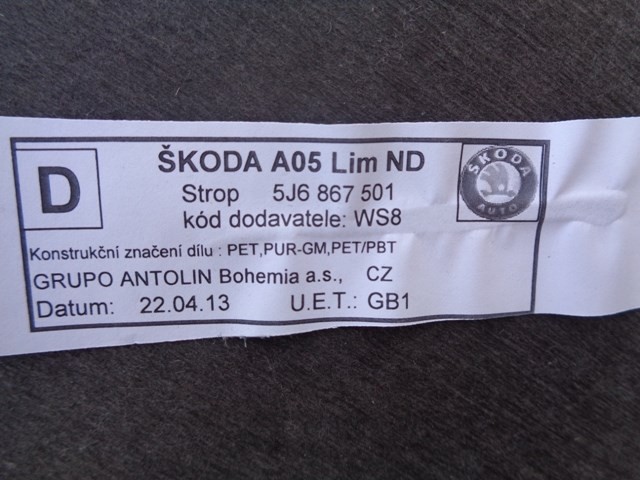 D
ŠKODA A05 Lim ND
ŠKODA
AUTO
Strop 5J6 867 501
kód dodavatele: WS8
Konstrukční značení dílu : PET,PUR-GM,PET/PBT
GRUPO ANTOLIN Bohemia a.s., CZ
Datum: 22.04.13 U.E.T.: GB1